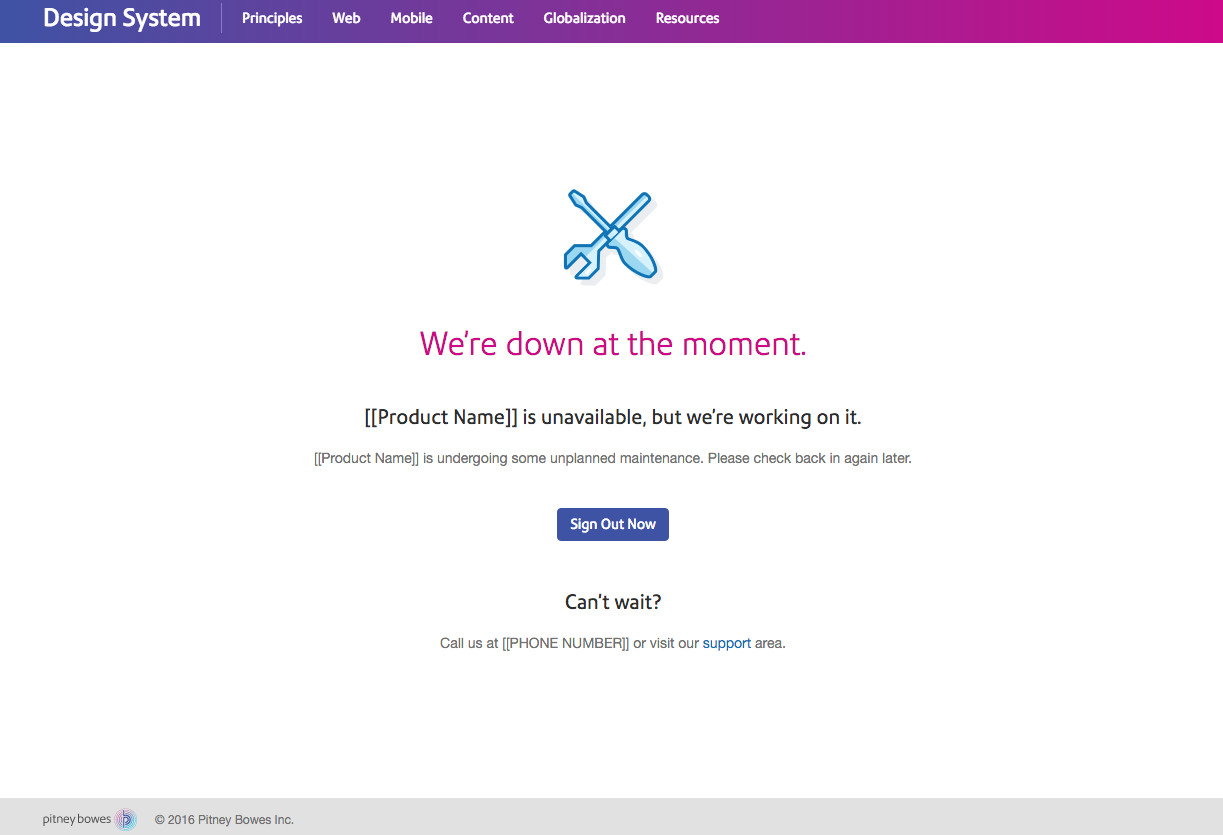 Design System Principles Web Mobile Content Globalization Resources
We're down at the moment.
[[Product Name]] is unavailable, but we're working on it.
[[Product Name]] is undergoing some unplanned maintenance. Please check back in again later.
Sign Out Now
Can't wait?
Call us at [[PHONE NUMBER]] or visit our support area.
pitney bowes © 2016 Pitney Bowes Inc.